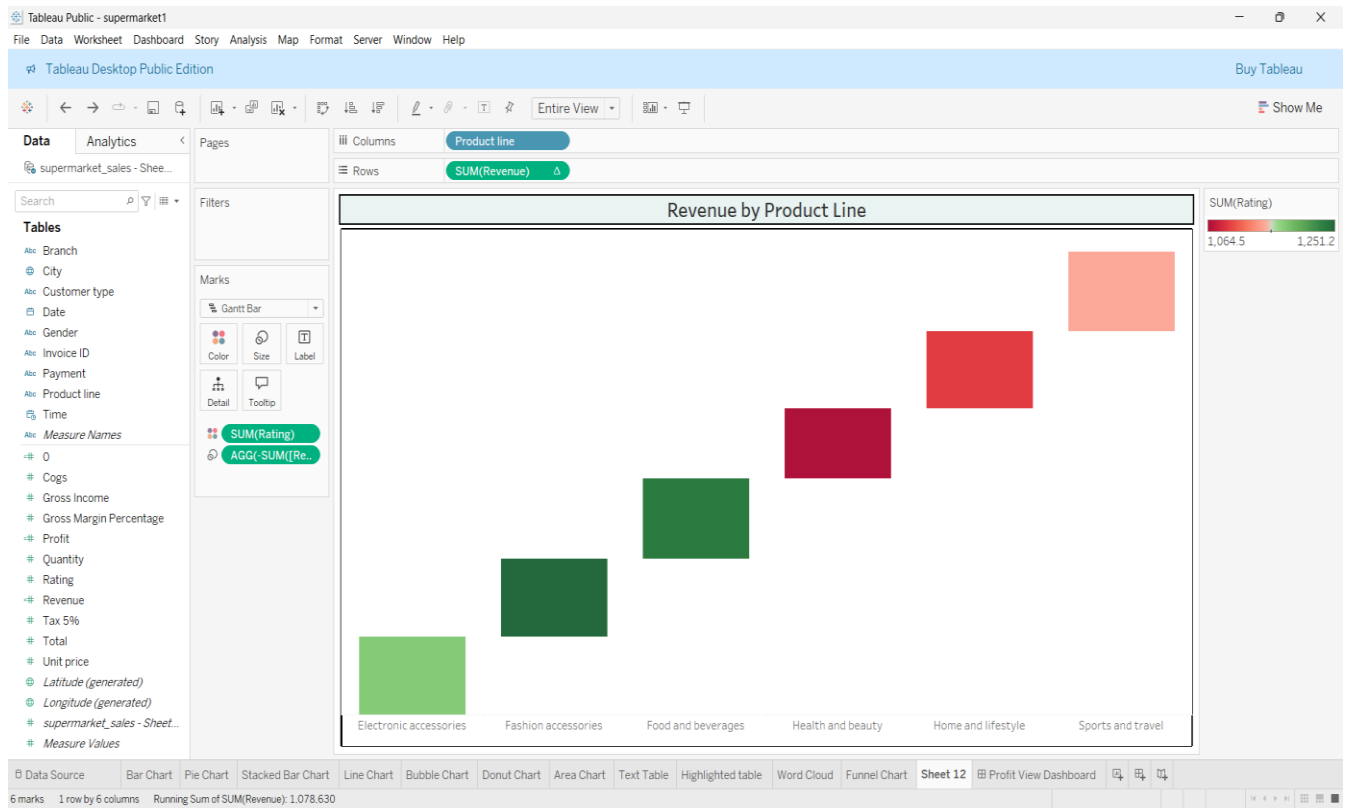 Tableau Public - supermarket1
File Data Worksheet Dashboard Story Analysis Map Format Server Window Help
Tableau Desktop Public Edition
Buy Tableau
Entire View
Show Me
Data Analytics
supermarket_sales - Shee...
Search
Tables
Abc Branch
City
Abc Customer type
Date
Abc Gender
Abc Invoice ID
Abc Payment
Abc Product line
Time
Abc Measure Names
=# 0
# Cogs
# Gross Income
# Gross Margin Percentage
=# Profit
# Quantity
# Rating
=# Revenue
# Tax 5%
# Total
# Unit price
Latitude (generated)
Longitude (generated)
# supermarket_sales - Sheet...
# Measure Values
Pages
Filters
Marks
Gantt Bar
Color Size Label
Detail Tooltip
SUM(Rating)
AGG(-SUM([Re..
Columns Product line
Rows SUM(Revenue) Δ
Revenue by Product Line
Electronic accessories Fashion accessories Food and beverages Health and beauty Home and lifestyle Sports and travel
SUM(Rating)
1,064.5 1,251.2
Data Source Bar Chart Pie Chart Stacked Bar Chart Line Chart Bubble Chart Donut Chart Area Chart Text Table Highlighted table Word Cloud Funnel Chart Sheet 12 Profit View Dashboard
6 marks 1 row by 6 columns Running Sum of SUM(Revenue): 1,078,630